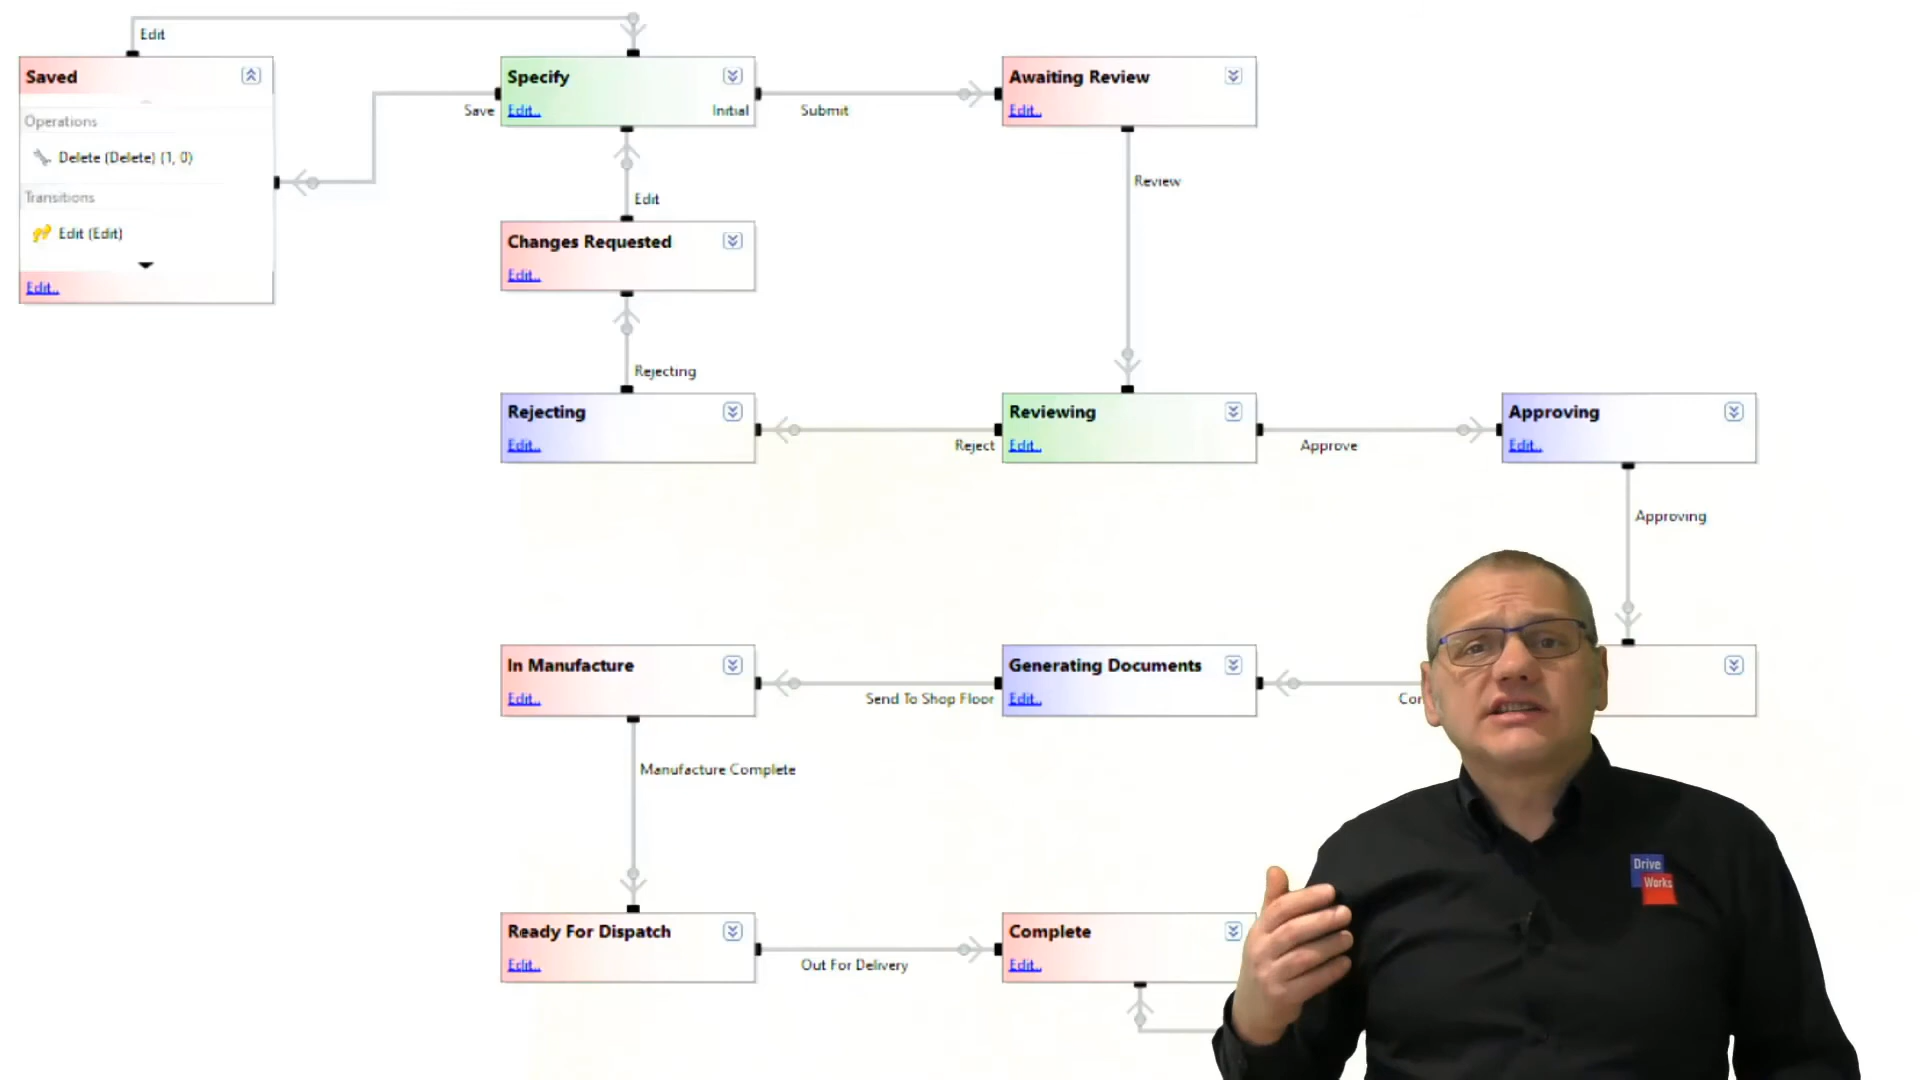 Edit
Saved
Operations
Delete (Delete) (1, 0)
Transitions
Edit (Edit)
Edit..
Save
Specify
Edit..
Initial
Submit
Awaiting Review
Edit..
Review
Edit
Changes Requested
Edit..
Rejecting
Rejecting
Edit..
Reject
Reviewing
Edit..
Approve
Approving
Edit..
Approving
In Manufacture
Edit..
Send To Shop Floor
Generating Documents
Edit..
Manufacture Complete
Ready For Dispatch
Edit..
Out For Delivery
Complete
Edit..
Drive
Works